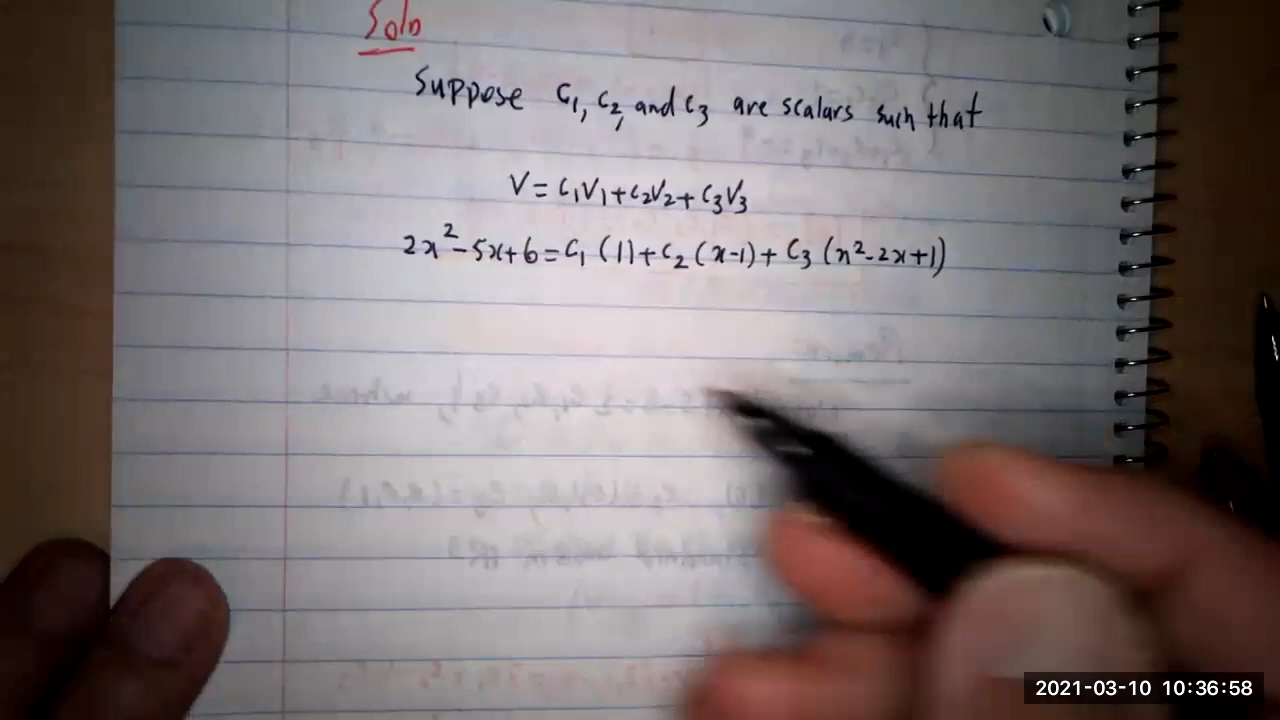 Soln
Suppose c₁, c₂, and c₃ are scalars such that
V = c₁V₁ + c₂V₂ + c₃V₃
2x² - 5x + 6 = c₁ (1) + c₂ (x-1) + c₃ (x² - 2x + 1)
2021-03-10 10:36:58